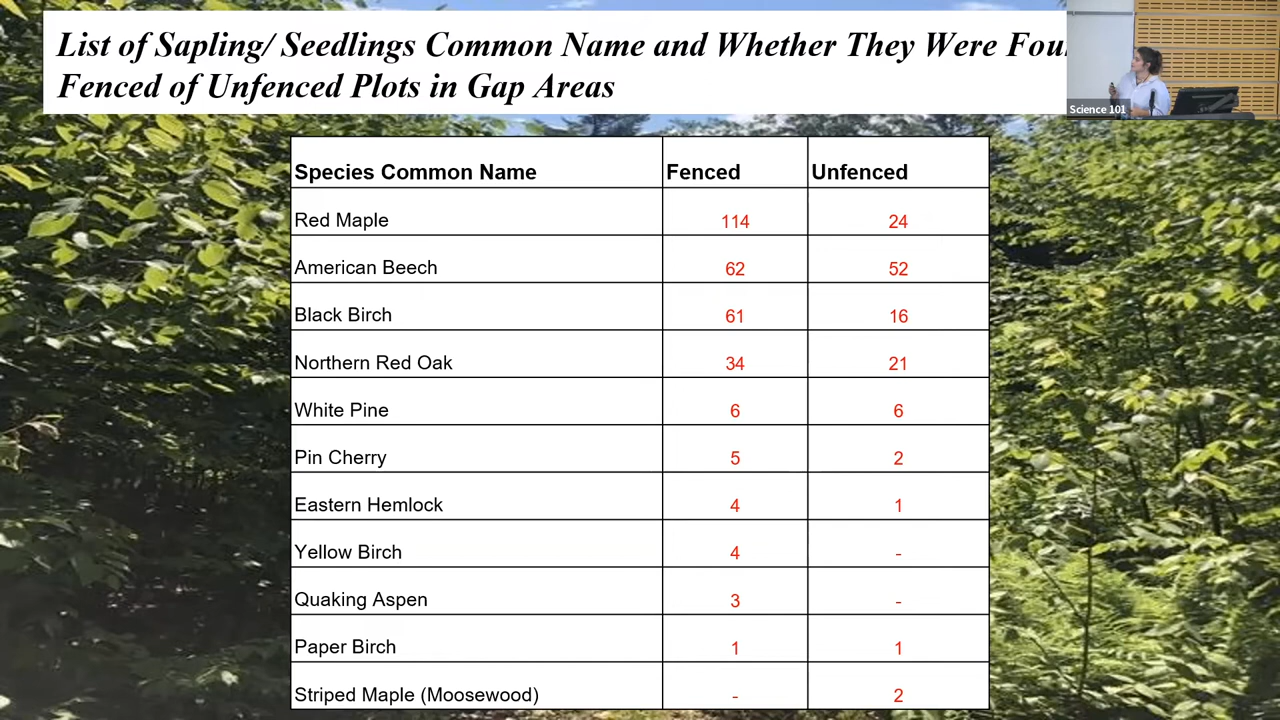 List of Sapling/ Seedlings Common Name and Whether They Were
Fenced of Unfenced Plots in Gap Areas
Science 101
Species Common Name Fenced Unfenced
Red Maple 114 24
American Beech 62 52
Black Birch 61 16
Northern Red Oak 34 21
White Pine 6 6
Pin Cherry 5 2
Eastern Hemlock 4 1
Yellow Birch 4 -
Quaking Aspen 3 -
Paper Birch 1 1
Striped Maple (Moosewood) - 2